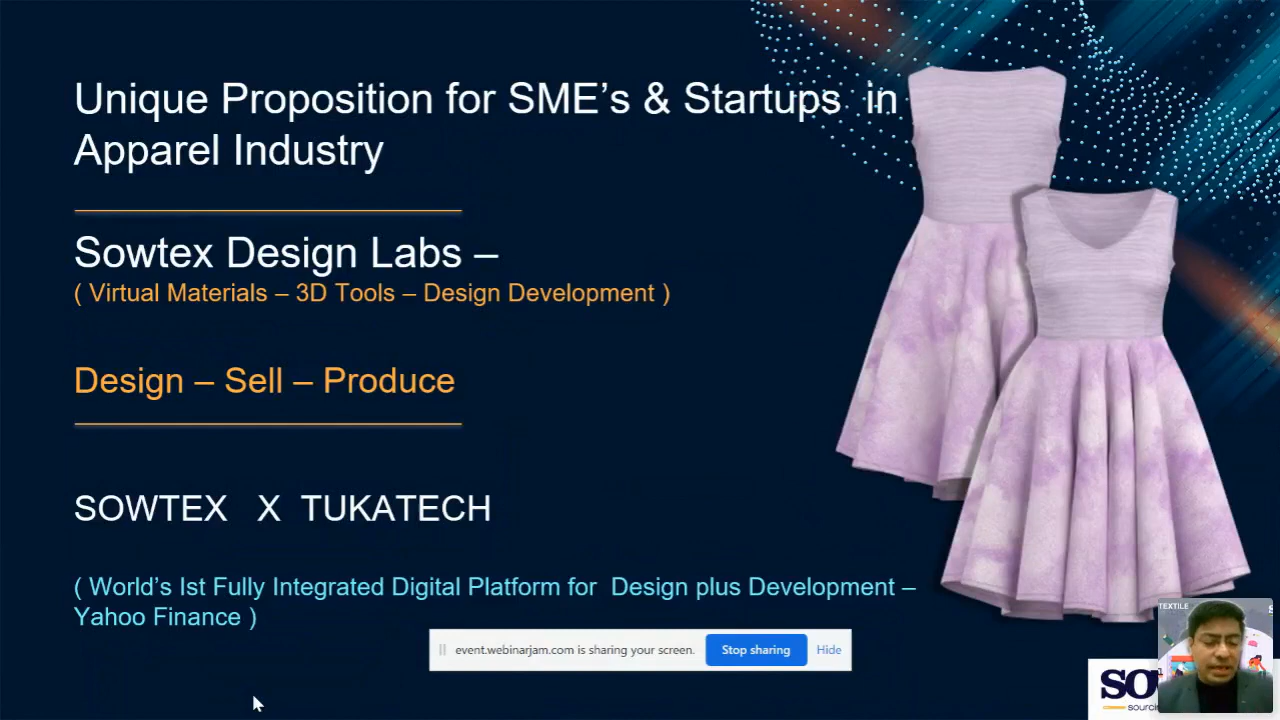 Unique Proposition for SME's & Startups in
Apparel Industry
Sowtex Design Labs –
( Virtual Materials – 3D Tools – Design Development )
Design – Sell – Produce
SOWTEX X TUKATECH
( World's Ist Fully Integrated Digital Platform for Design plus Development –
Yahoo Finance )
event.webinarjam.com is sharing your screen.
Stop sharing
Hide
TEXTILE